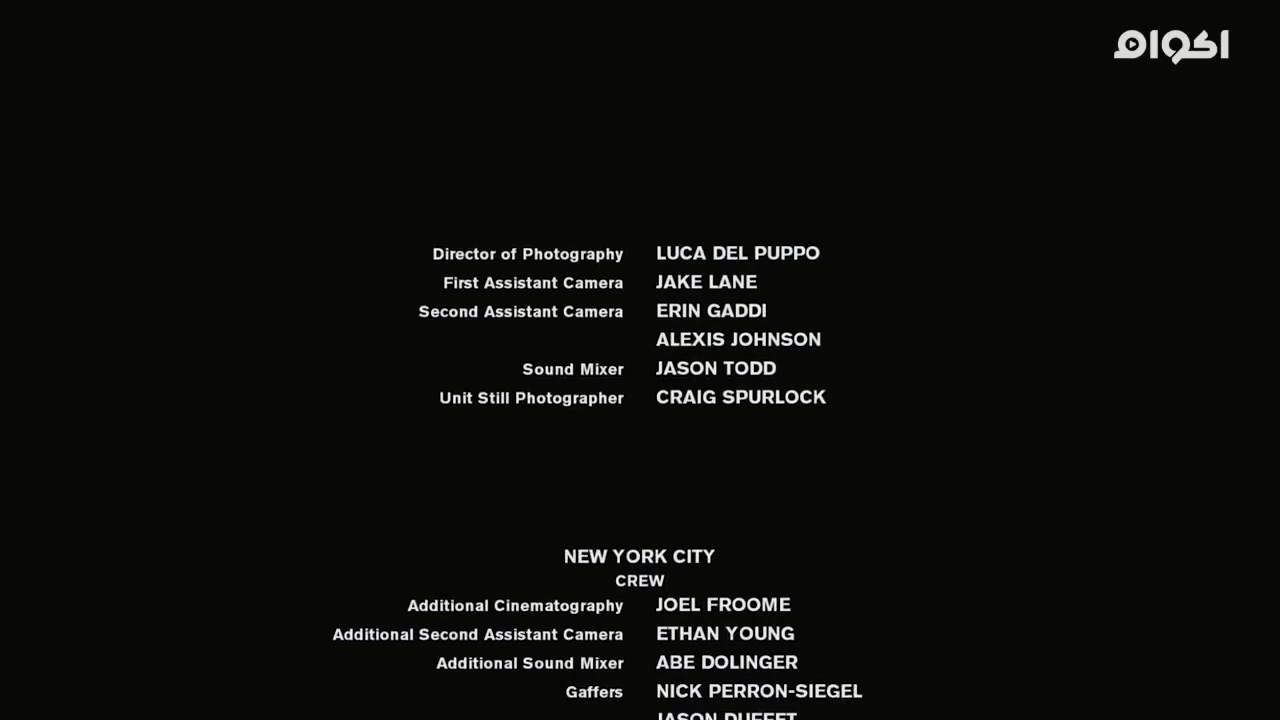 اكوام
Director of Photography LUCA DEL PUPPO
First Assistant Camera JAKE LANE
Second Assistant Camera ERIN GADDI
ALEXIS JOHNSON
Sound Mixer JASON TODD
Unit Still Photographer CRAIG SPURLOCK
NEW YORK CITY
CREW
Additional Cinematography JOEL FROOME
Additional Second Assistant Camera ETHAN YOUNG
Additional Sound Mixer ABE DOLINGER
Gaffers NICK PERRON-SIEGEL
JASON